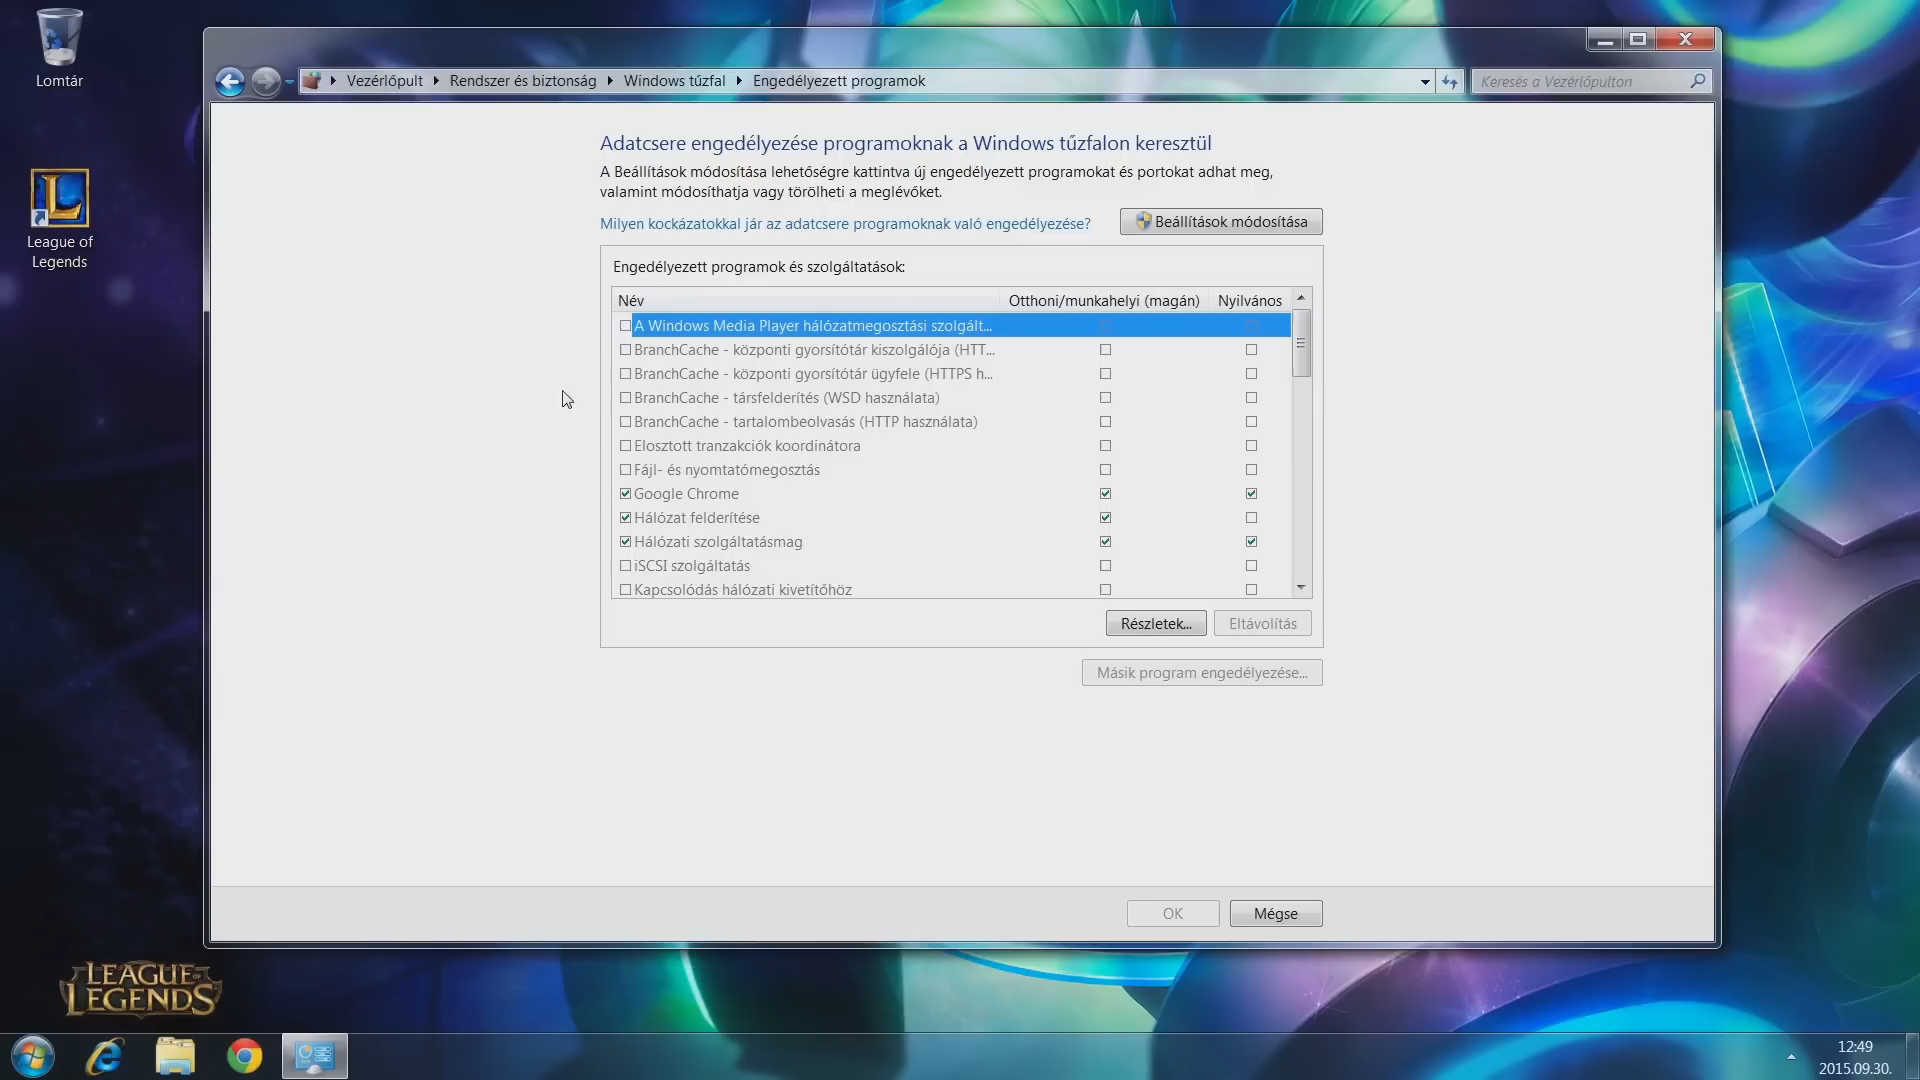 Lomtár
League of
Legends
Vezérlőpult
Rendszer és biztonság
Windows tűzfal
Engedélyezett programok
Keresés a Vezérlőpulton
Adatcsere engedélyezése programoknak a Windows tűzfalon keresztül
A Beállítások módosítása lehetőségre kattintva új engedélyezett programokat és portokat adhat meg,
valamint módosíthatja vagy törölheti a meglévőket.
Milyen kockázatokkal jár az adatcsere programoknak való engedélyezése?
Beállítások módosítása
Engedélyezett programok és szolgáltatások:
Név Otthoni/munkahelyi (magán) Nyilvános
A Windows Media Player hálózatmegosztási szolgált...
BranchCache - központi gyorsítótár kiszolgálója (HTT...
BranchCache - központi gyorsítótár ügyfele (HTTPS h...
BranchCache - társfelderítés (WSD használata)
BranchCache - tartalombeolvasás (HTTP használata)
Elosztott tranzakciók koordinátora
Fájl- és nyomtatómegosztás
Google Chrome
Hálózat felderítése
Hálózati szolgáltatásmag
iSCSI szolgáltatás
Kapcsolódás hálózati kivetítőhöz
Részletek...
Eltávolítás
Másik program engedélyezése...
OK
Mégse
LEAGUE OF
LEGENDS
12:49
2015.09.30.